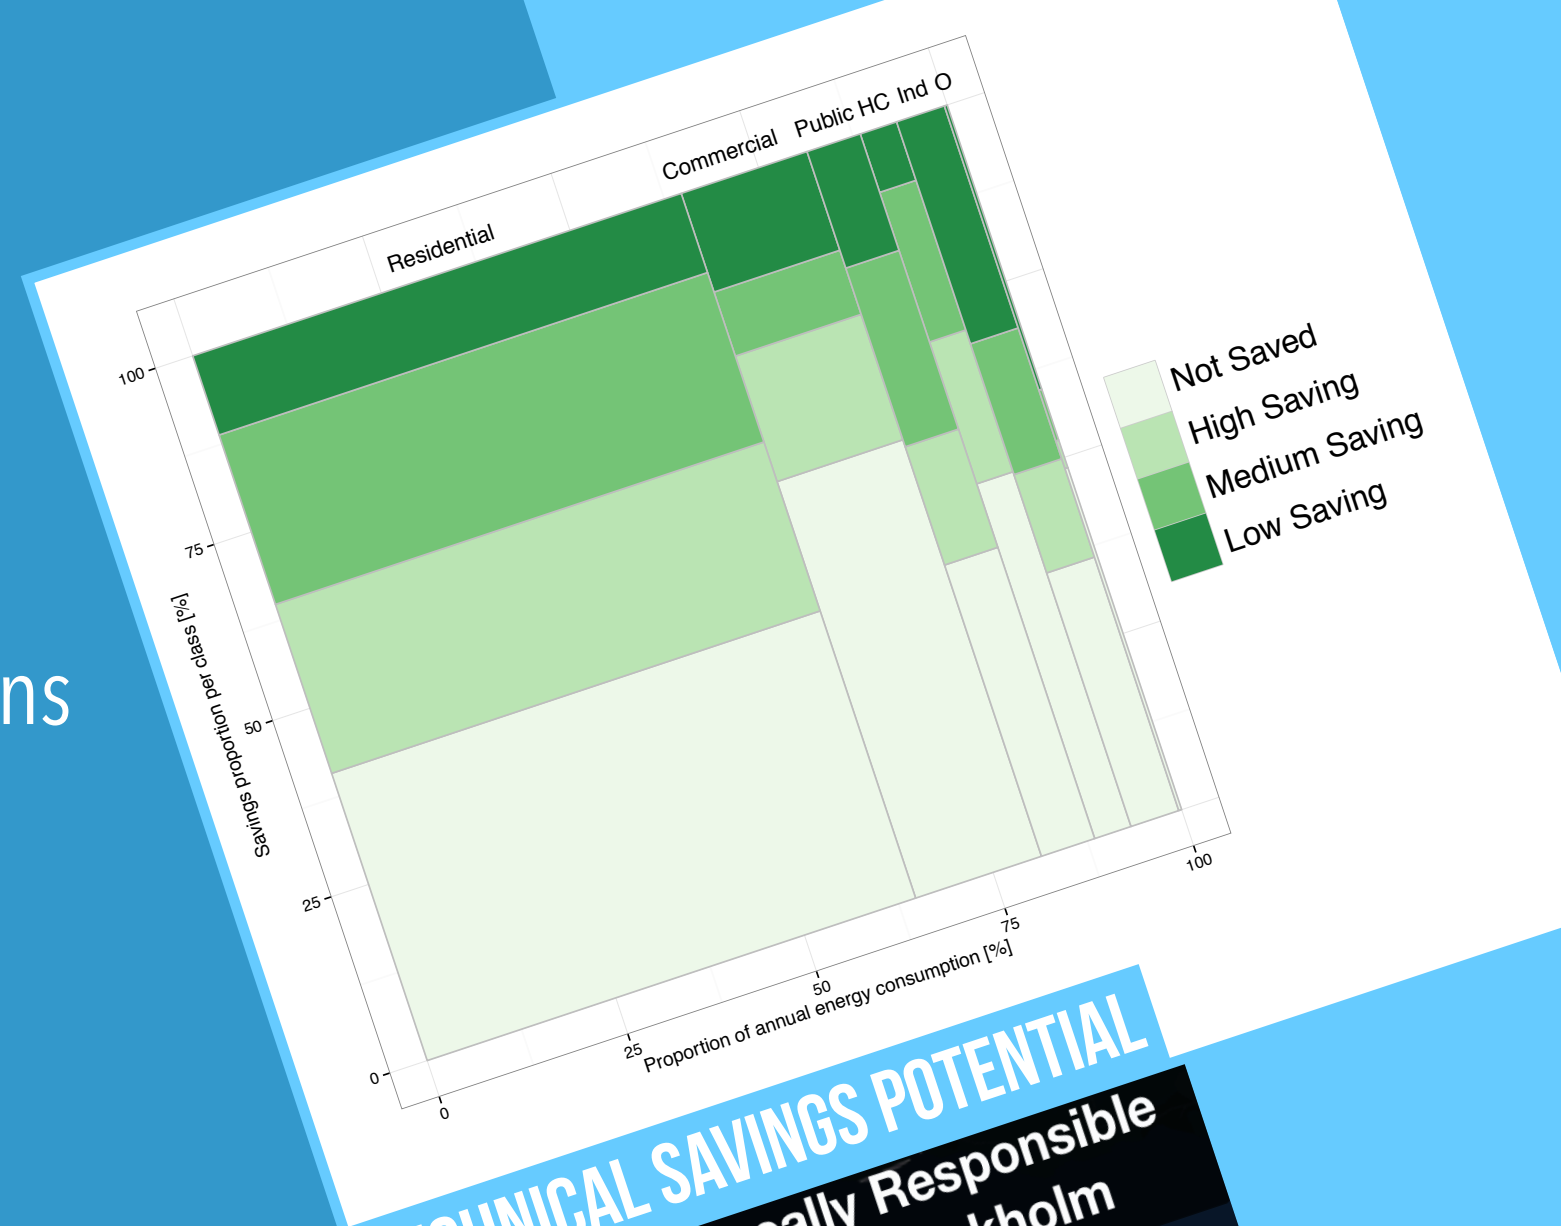 Residential
Commercial
Public
HC
Ind
O
100
75
50
25
0
Savings proportion per class [%]
0
25
50
75
100
Proportion of annual energy consumption [%]
Not Saved
High Saving
Medium Saving
Low Saving
ns
SAVINGS POTENTIAL
Responsible